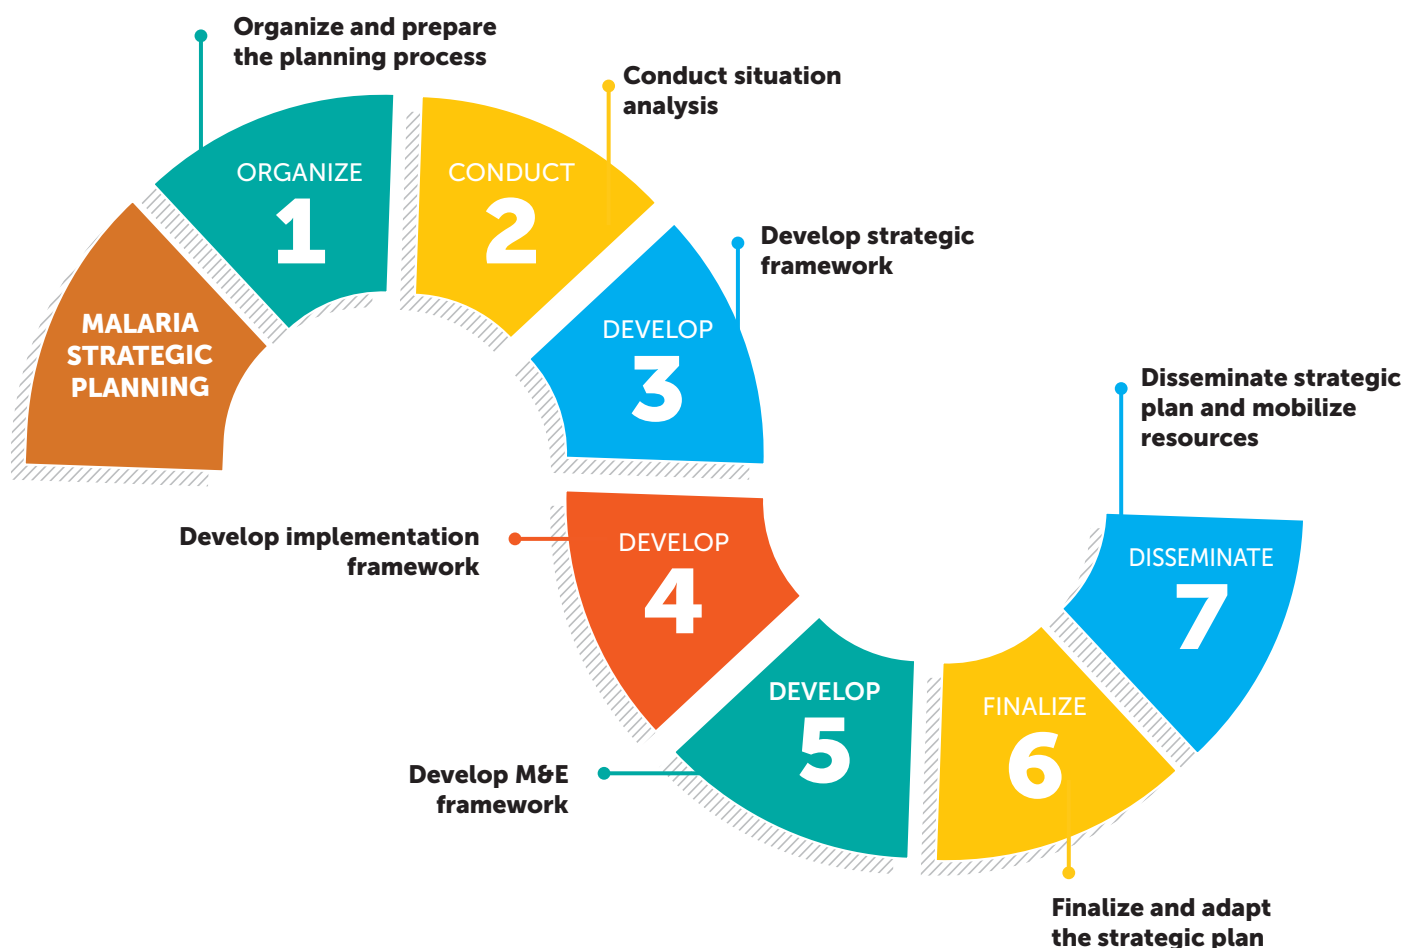 MALARIA
STRATEGIC
PLANNING
Organize and prepare
the planning process
ORGANIZE
1
Conduct situation
analysis
CONDUCT
2
Develop strategic
framework
DEVELOP
3
Develop implementation
framework
DEVELOP
4
Develop M&E
framework
DEVELOP
5
FINALIZE
6
Finalize and adapt
the strategic plan
Disseminate strategic
plan and mobilize
resources
DISSEMINATE
7